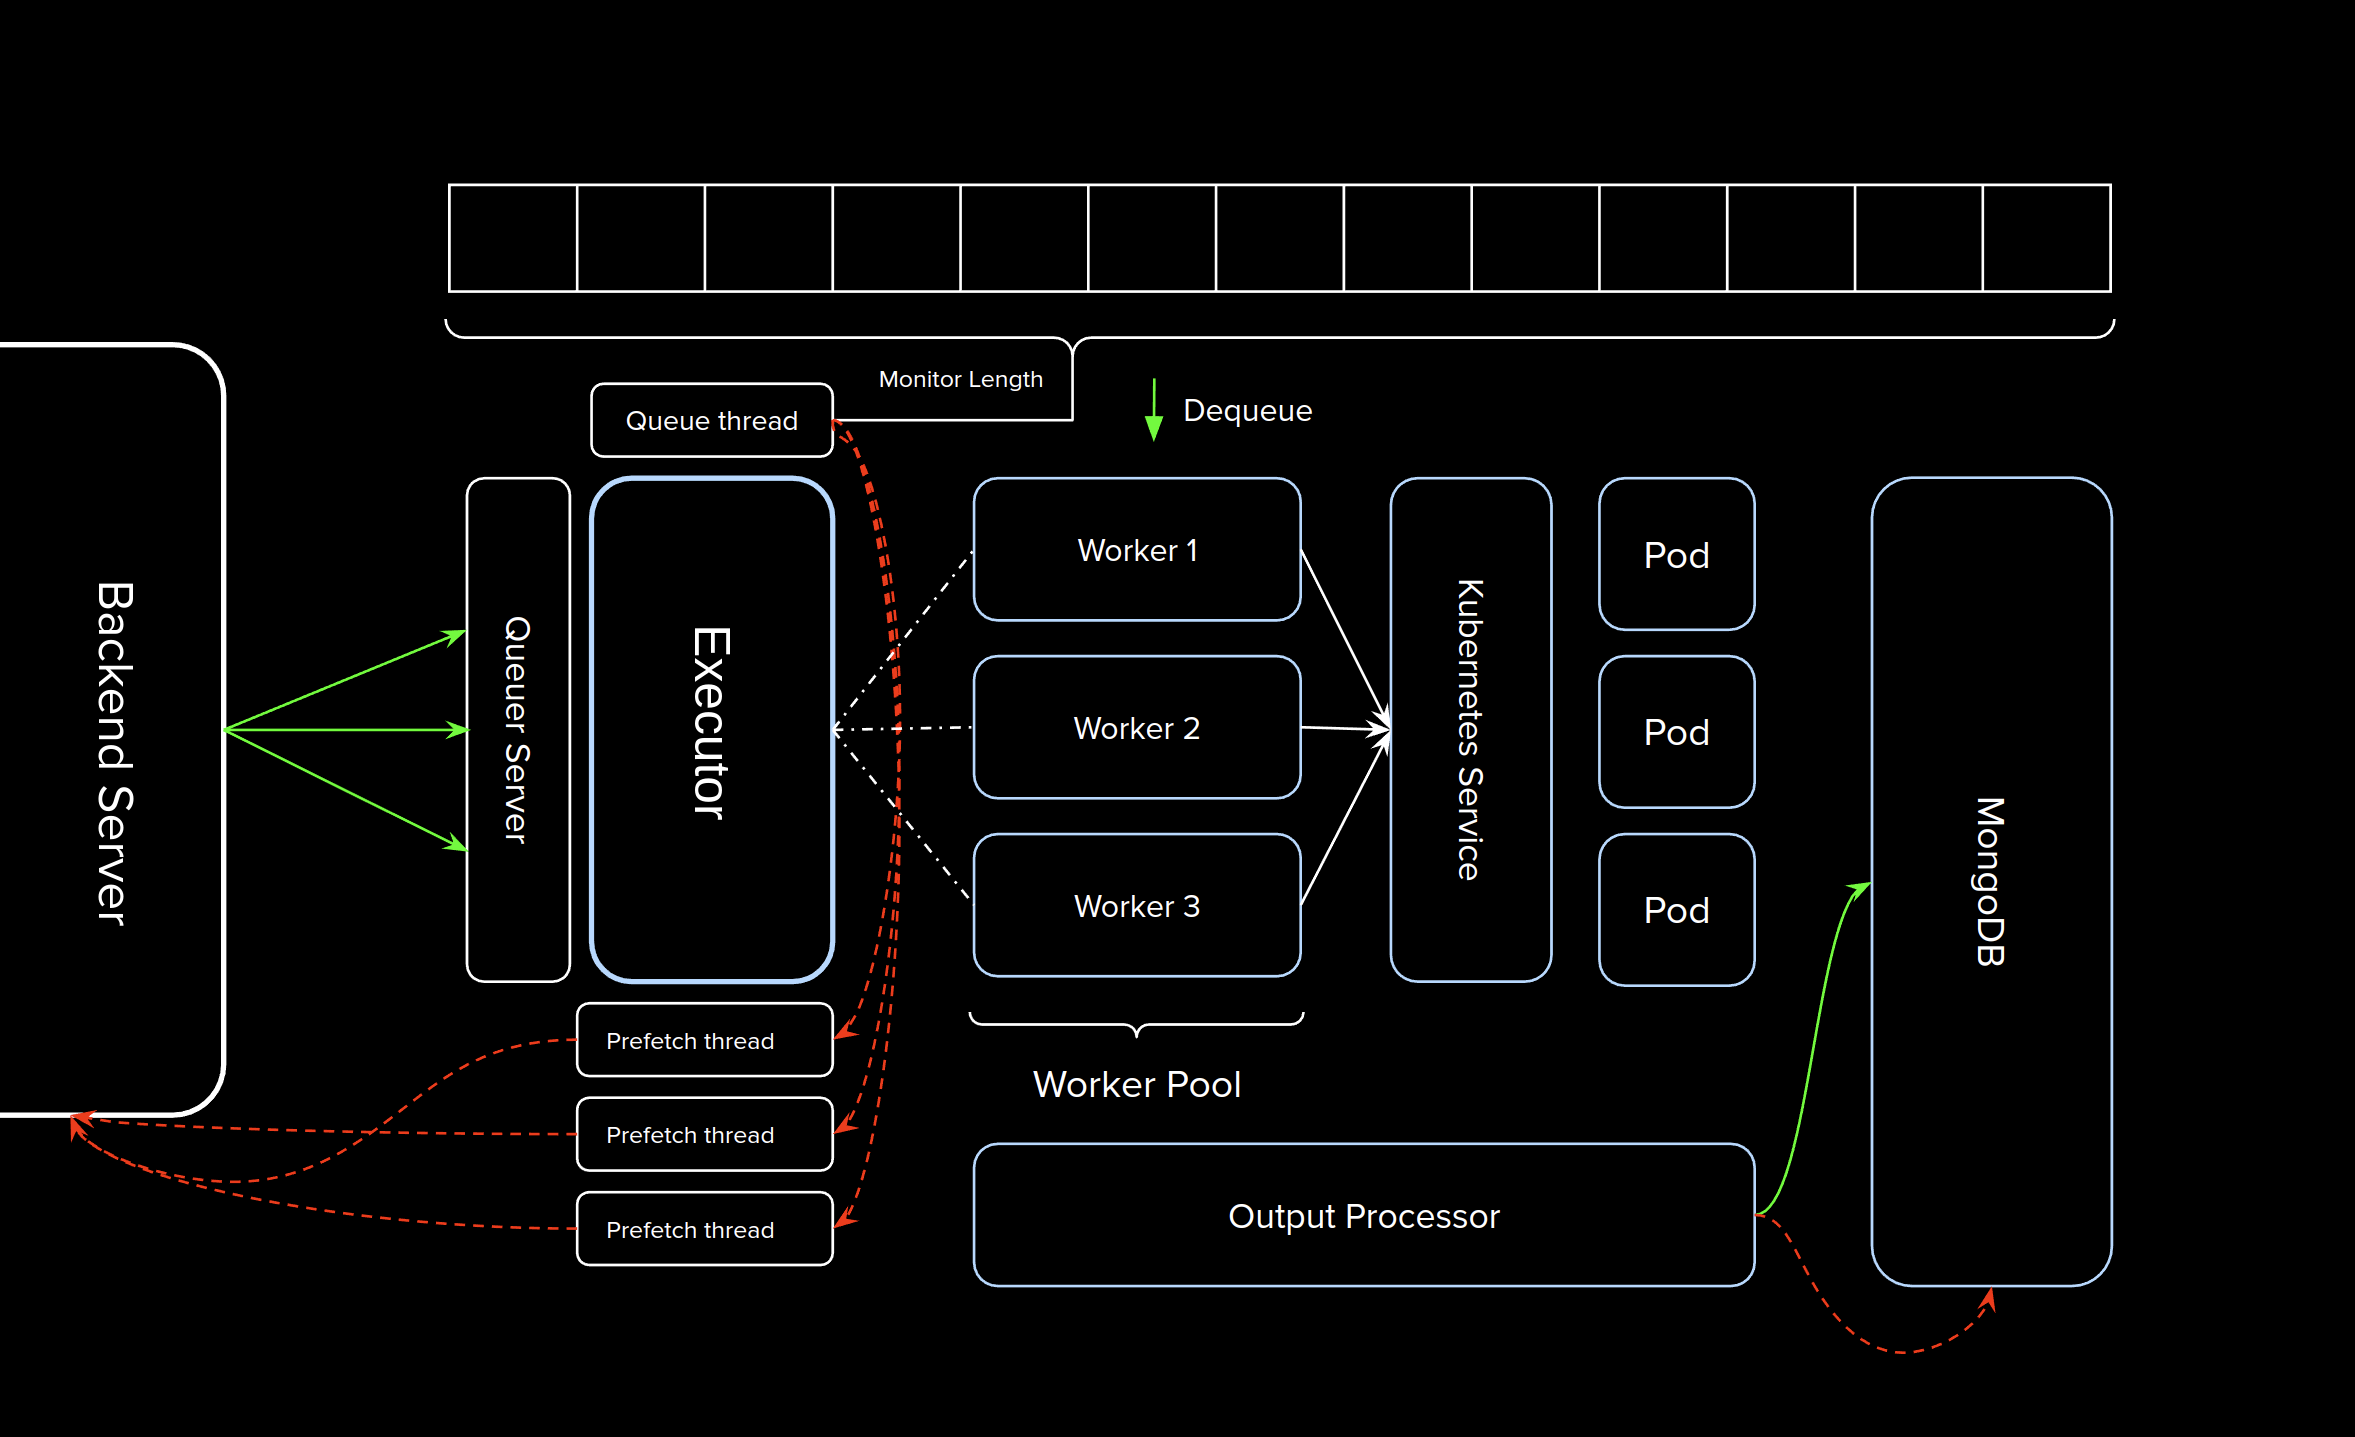 Monitor Length
Queue thread
Dequeue
Backend Server
Queuer Server
Executor
Worker 1
Worker 2
Worker 3
Kubernetes Service
Pod
Pod
Pod
MongoDB
Prefetch thread
Prefetch thread
Prefetch thread
Worker Pool
Output Processor